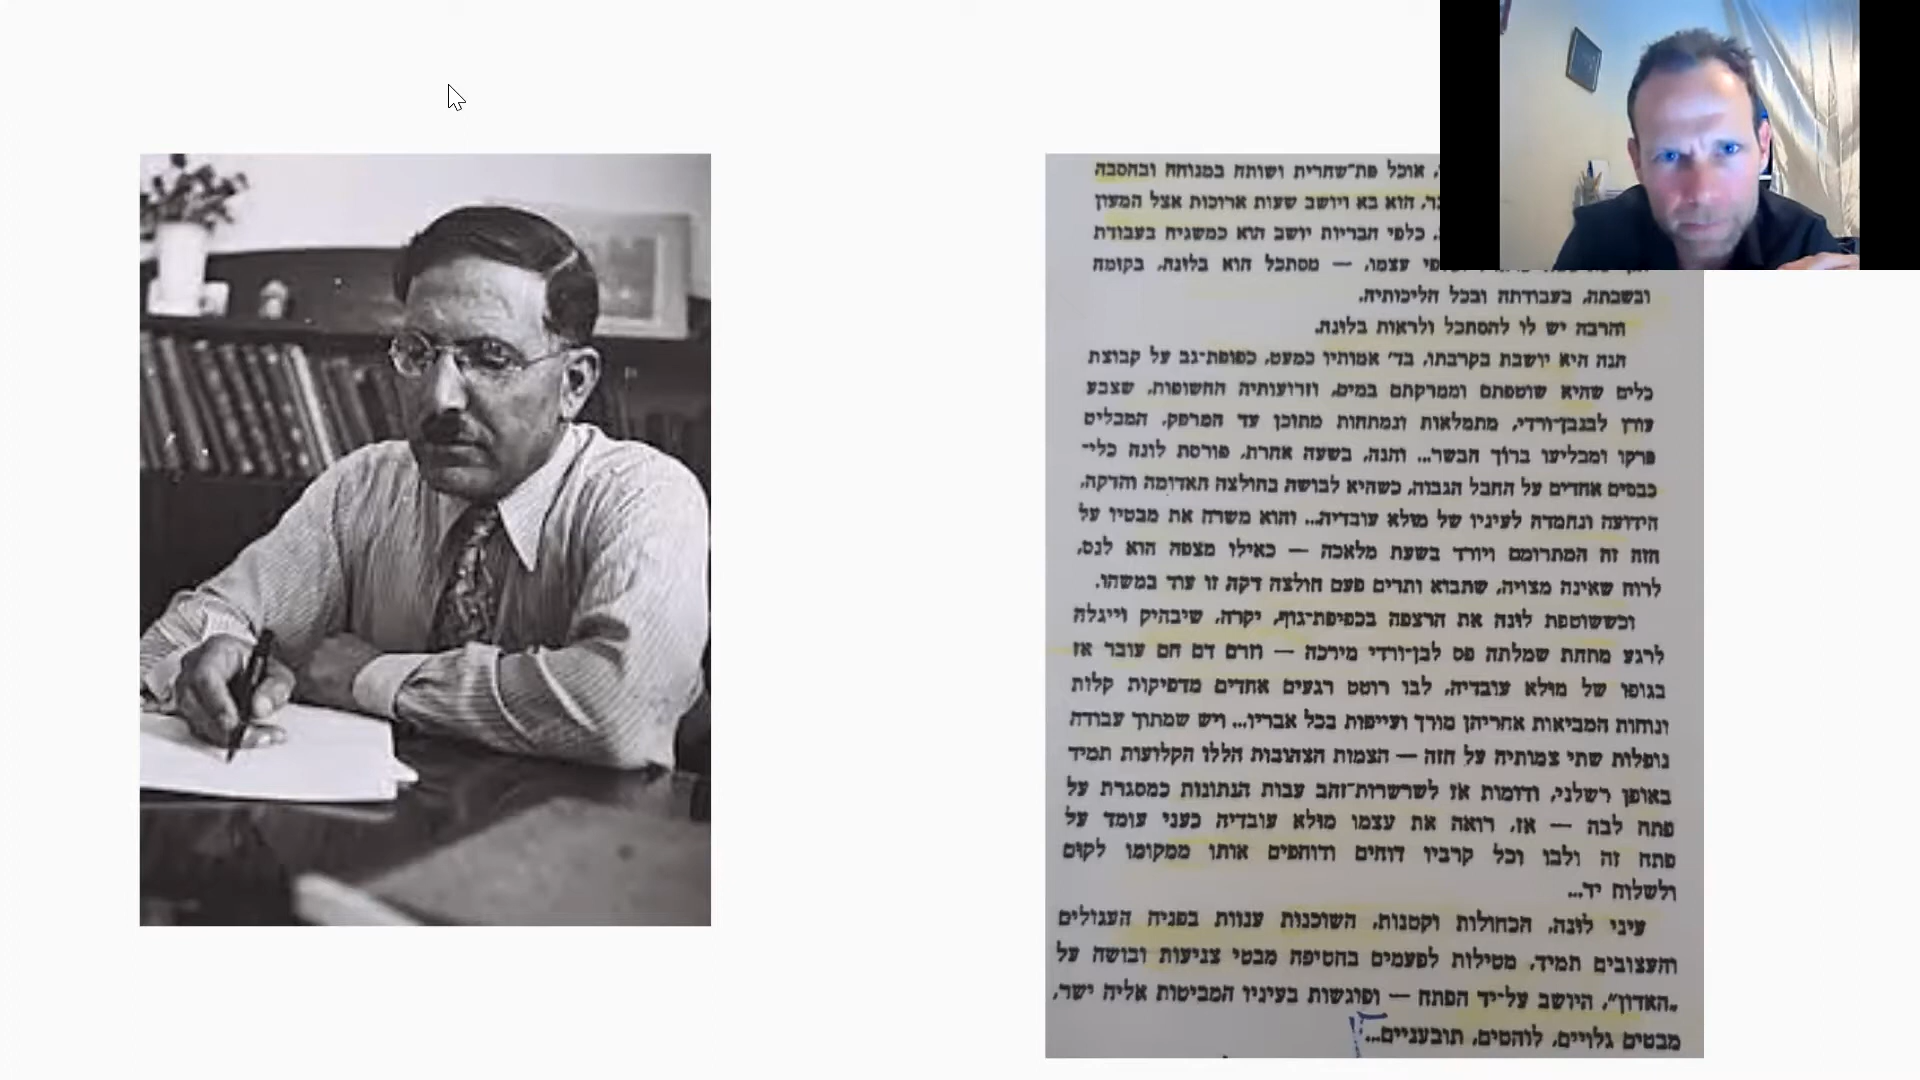 אוכל פת־שחרית ושותה במנוחה ובהסבה
הוא בא ויושב שעות ארוכות אצל המעון
כלפי הבריות יושב הוא כמשגיח בעבודת
עצמו, — מסתכל הוא בלונה, בקומה
ובשבתה, בעבודתה ובכל הליכותיה.
והרבה יש לו להסתכל ולראות בלונה.
הנה היא יושבת בקרבתו, בד׳ אמותיו כמעט, כפופת־גב על קבוצת
כלים שהיא שוטפתם וממרקתם במים, וזרועותיה החשופות, שצבע
עורן לבנבן־ורדי, מתמלאות ונמתחות מתוכן עד המרפק, המבליט
פרקו ומבליעו ברוך הבשר... והנה, בשעה אחרת, פורסת לונה כלי־
כבסים אחדים על החבל הגבוה, כשהיא לבושה בחולצה האדומה והדקה,
הידועה ונחמדה לעיניו של מולא עובדיה... והוא משרה את מבטיו על
חזה זה המתרומם ויורד בשעת מלאכה — כאילו מצפה הוא לנס,
לרוח שאינה מצויה, שתבוא ותרים פעם חולצה דקה זו עוד במשהו.
וכששוטפת לונה את הרצפה בכפיפת־גוף, יקרה, שיבהיק וייגלה
לרגע מתחת שמלתה פס לבן־ורדי מירכה — וזרם דם חם עובר אז
בגופו של מולא עובדיה, לבו רוטט רגעים אחדים מדפיקות קלות
ונוחות המביאות אחריהן מורך ועייפות בכל אבריו... ויש שמתוך עבודה
נופלות שתי צמותיה על חזה — הצמות הצהובות הללו הקלועות תמיד
באופן רשלני, ודומות אז לשרשרות־זהב עבות הנתונות כמסגרת על
פתח לבה — אז, רואה את עצמו מולא עובדיה כעני עומד על
פתח זה ולבו וכל קרביו דוחים ודוחפים אותו ממקומו לקום
ולשלוח יד...
עיני לונה, הכחולות וקטנות, השוכנות ענוות בפניה העגולים
והעצובים תמיד, מטילות לפעמים בחטיפה מבטי צניעות ובושה על
„האדון”, היושב על־יד הפתח — ופוגשות בעיניו המביטות אליה ישר,
מבטים גלויים, לוהטים, תובעניים...